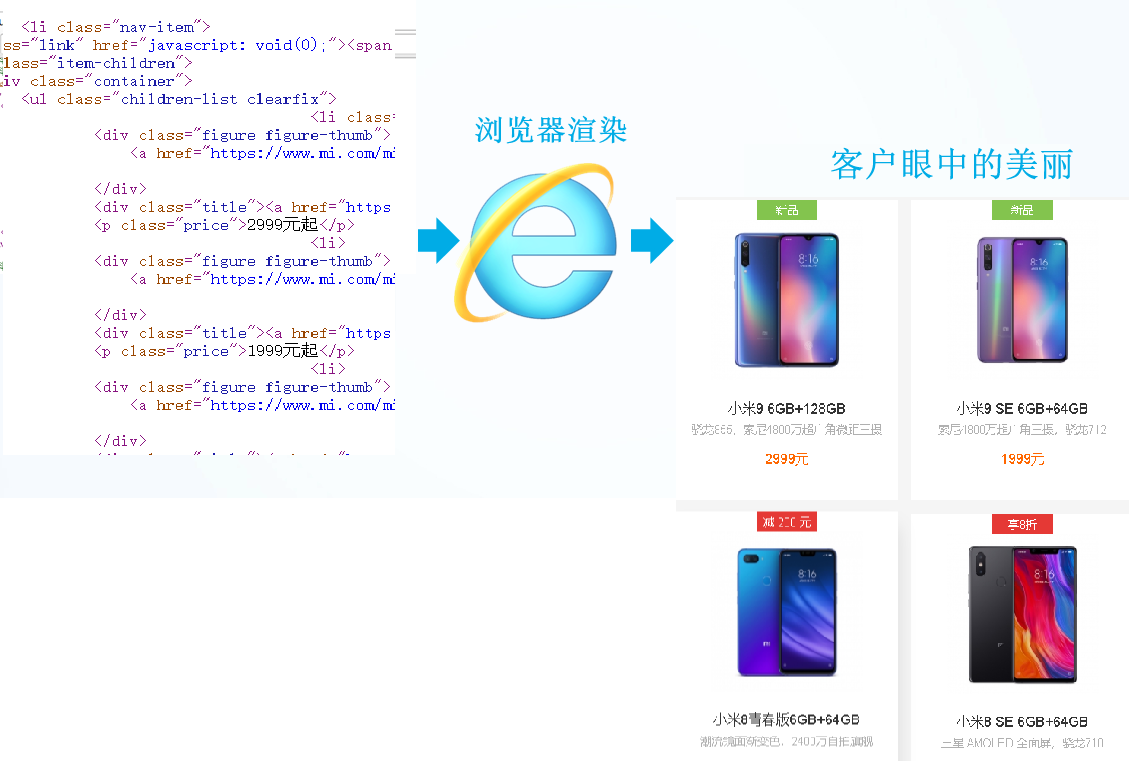 <li class="nav-item">
ss="link" href="javascript: void(0);"><span
lass="item-children">
iv class="container">
<ul class="children-list clearfix">
<li class=
<div class="figure figure-thumb">
<a href="https://www.mi.com/mi
</div>
<div class="title"><a href="https
<p class="price">2999元起</p>
<li>
<div class="figure figure-thumb">
<a href="https://www.mi.com/mi
</div>
<div class="title"><a href="https
<p class="price">1999元起</p>
<li>
<div class="figure figure-thumb">
<a href="https://www.mi.com/mi
</div>
浏览器渲染
客户眼中的美丽
新品
8:16
小米9 6GB+128GB
骁龙855，索尼4800万超广角微距三摄
2999元
新品
8:16
小米9 SE 6GB+64GB
索尼4800万超广角三摄，骁龙712
1999元
减 200 元
8:16
小米8青春版6GB+64GB
潮流镜面渐变色，2400万自拍旗舰
享8折
8:16
小米8 SE 6GB+64GB
三星 AMOLED 全面屏，骁龙710